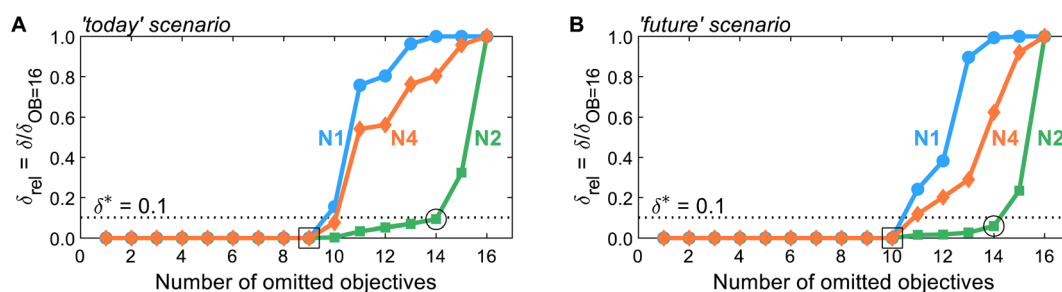 A 'today' scenario
δrel = δ/δOB=16
1.0
0.8
0.6
0.4
0.2
0.0
δ* = 0.1
N1
N4
N2
0 2 4 6 8 10 12 14 16
Number of omitted objectives
B 'future' scenario
δrel = δ/δOB=16
1.0
0.8
0.6
0.4
0.2
0.0
δ* = 0.1
N1
N4
N2
0 2 4 6 8 10 12 14 16
Number of omitted objectives